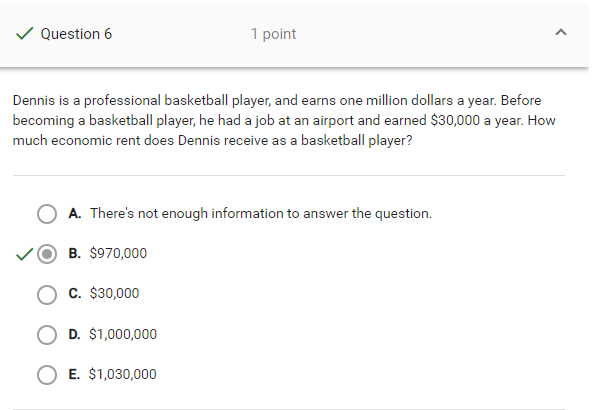 Question 6 1 point
Dennis is a professional basketball player, and earns one million dollars a year. Before
becoming a basketball player, he had a job at an airport and earned $30,000 a year. How
much economic rent does Dennis receive as a basketball player?
A. There's not enough information to answer the question.
B. $970,000
C. $30,000
D. $1,000,000
E. $1,030,000